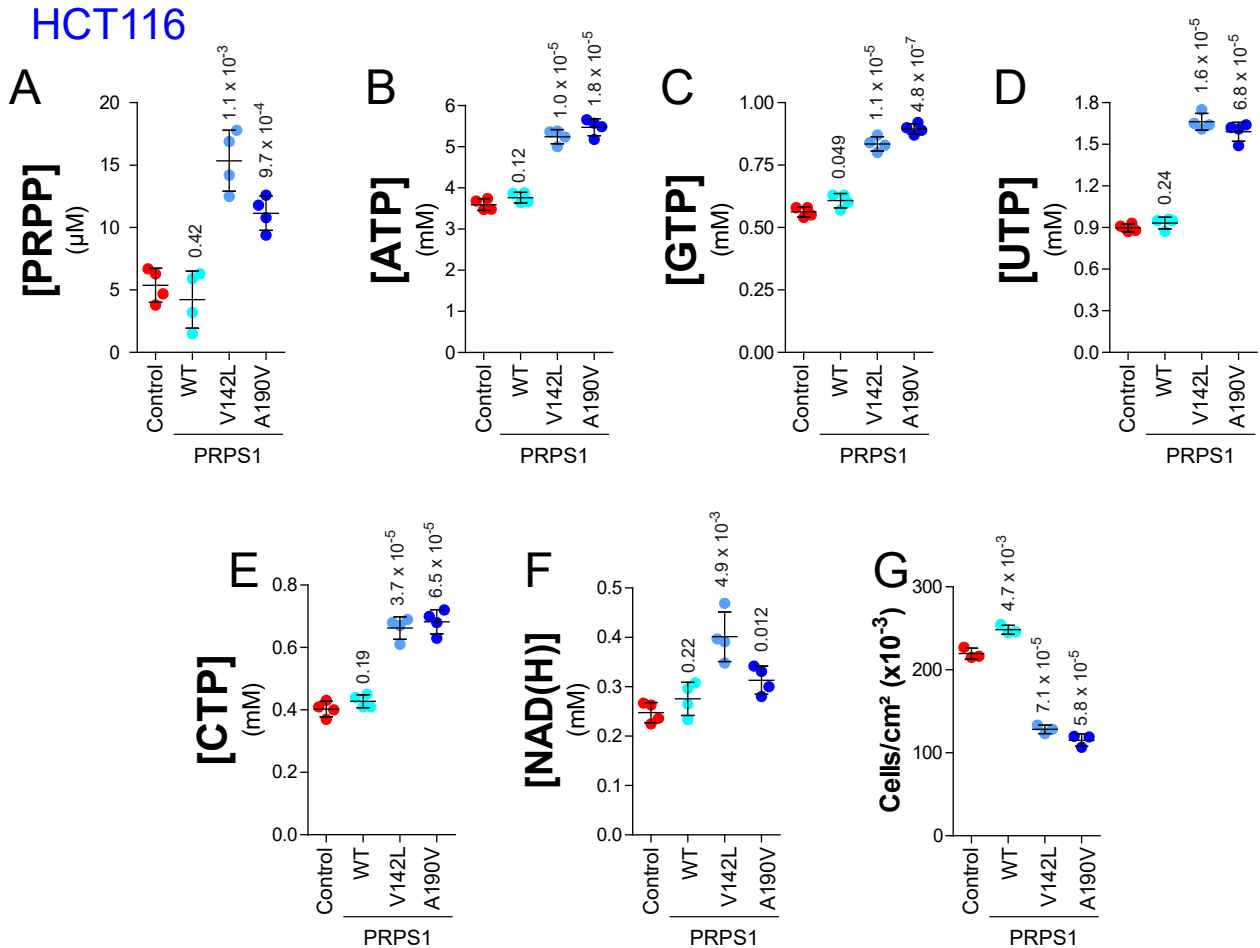 HCT116
A
[PRPP]
(µM)
20
15
10
5
0
0.42
1.1 x 10⁻³
9.7 x 10⁻⁴
Control
WT
V142L
A190V
PRPS1
B
[ATP]
(mM)
6
5
4
3
2
1
0
0.12
1.0 x 10⁻⁵
1.8 x 10⁻⁵
Control
WT
V142L
A190V
PRPS1
C
[GTP]
(mM)
1.00
0.75
0.50
0.25
0.00
0.049
1.1 x 10⁻⁵
4.8 x 10⁻⁷
Control
WT
V142L
A190V
PRPS1
D
[UTP]
(mM)
1.8
1.5
1.2
0.9
0.6
0.3
0.0
0.24
1.6 x 10⁻⁵
6.8 x 10⁻⁵
Control
WT
V142L
A190V
PRPS1
E
[CTP]
(mM)
0.8
0.6
0.4
0.2
0.0
0.19
3.7 x 10⁻⁵
6.5 x 10⁻⁵
Control
WT
V142L
A190V
PRPS1
F
[NAD(H)]
(mM)
0.5
0.4
0.3
0.2
0.1
0.0
0.22
4.9 x 10⁻³
0.012
Control
WT
V142L
A190V
PRPS1
G
Cells/cm² (x10⁻³)
300
200
100
0
4.7 x 10⁻³
7.1 x 10⁻⁵
5.8 x 10⁻⁵
Control
WT
V142L
A190V
PRPS1